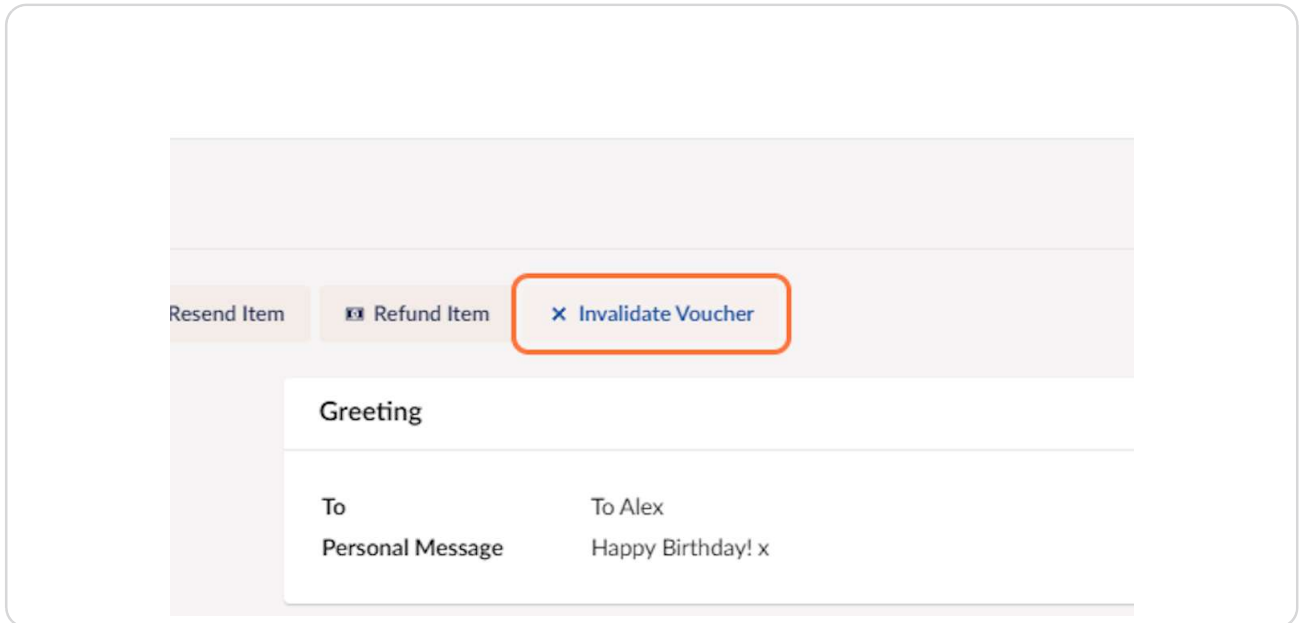 Resend Item
Refund Item
Invalidate Voucher
Greeting
To To Alex
Personal Message Happy Birthday! x